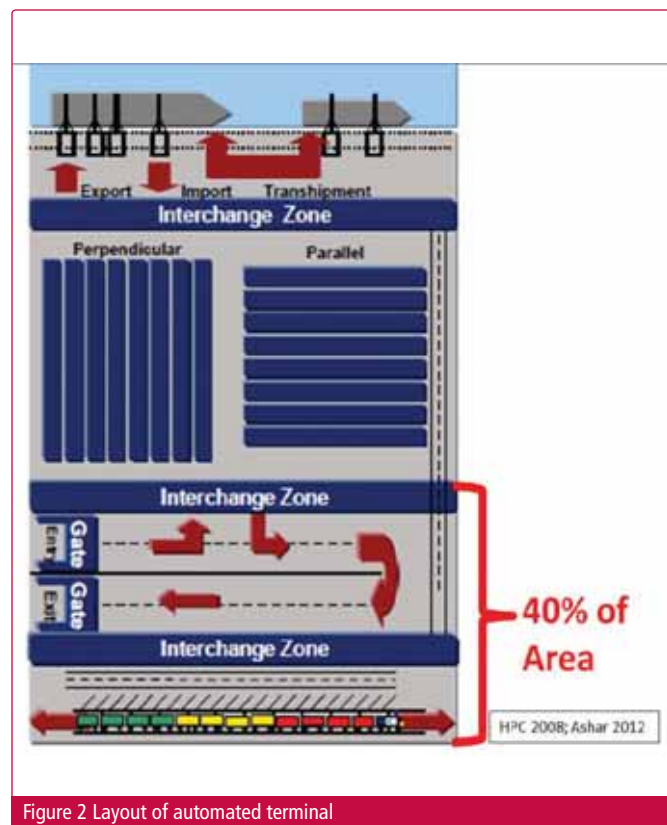 Export Import Transhipment
Interchange Zone
Perpendicular Parallel
Interchange Zone
Gate
Entry
Gate
Exit
40% of
Area
Interchange Zone
HPC 2008; Ashar 2012
Figure 2 Layout of automated terminal